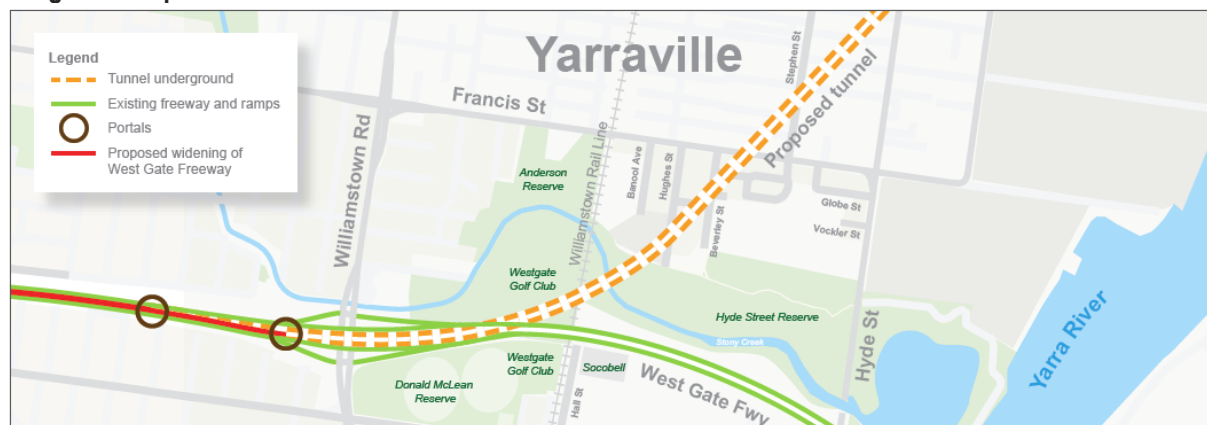 Legend
Tunnel underground
Existing freeway and ramps
Portals
Proposed widening of
West Gate Freeway
Yarraville
Francis St
Stephen St
Proposed tunnel
Williamstown Rd
Anderson
Reserve
Williamstown Rail Line
Banool Ave
Hughes St
Beverley St
Globe St
Vockler St
Westgate
Golf Club
Hyde Street Reserve
Stony Creek
Hyde St
Yarra River
Westgate
Golf Club
Socobell
Hall St
West Gate Fwy
Donald McLean
Reserve